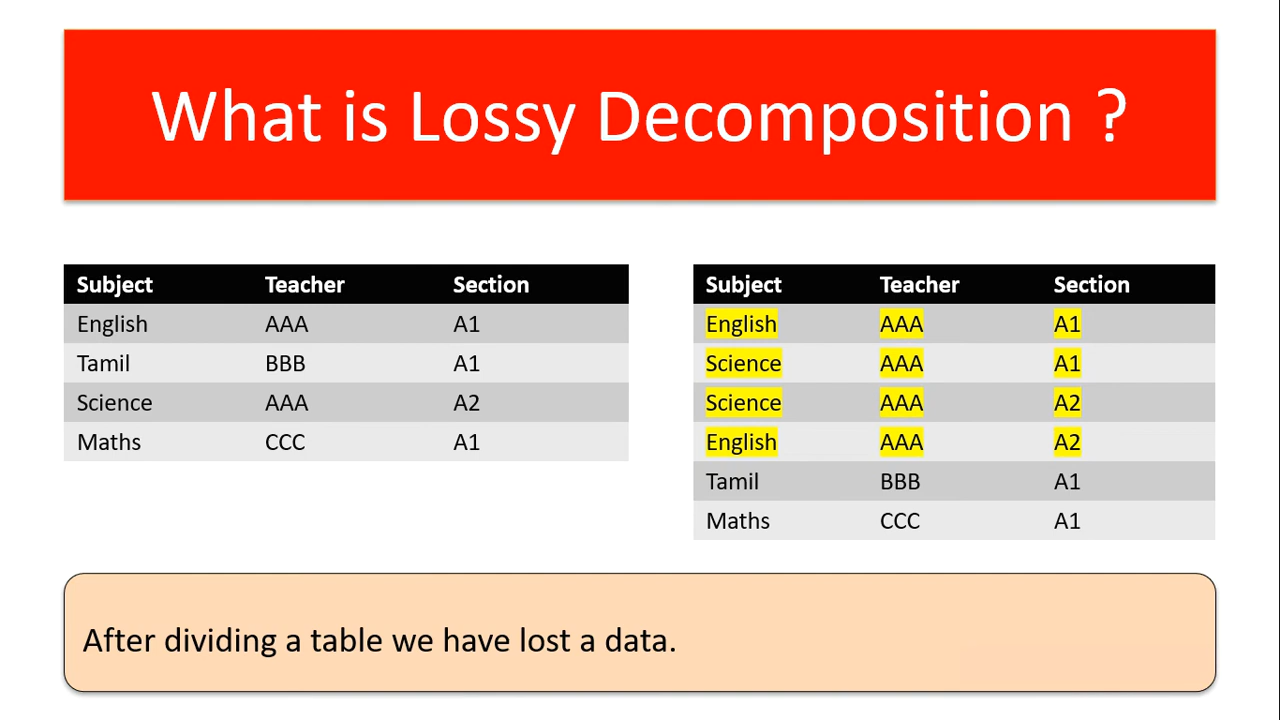 What is Lossy Decomposition ?
Subject Teacher Section
English AAA A1
Tamil BBB A1
Science AAA A2
Maths CCC A1
Subject Teacher Section
English AAA A1
Science AAA A1
Science AAA A2
English AAA A2
Tamil BBB A1
Maths CCC A1
After dividing a table we have lost a data.